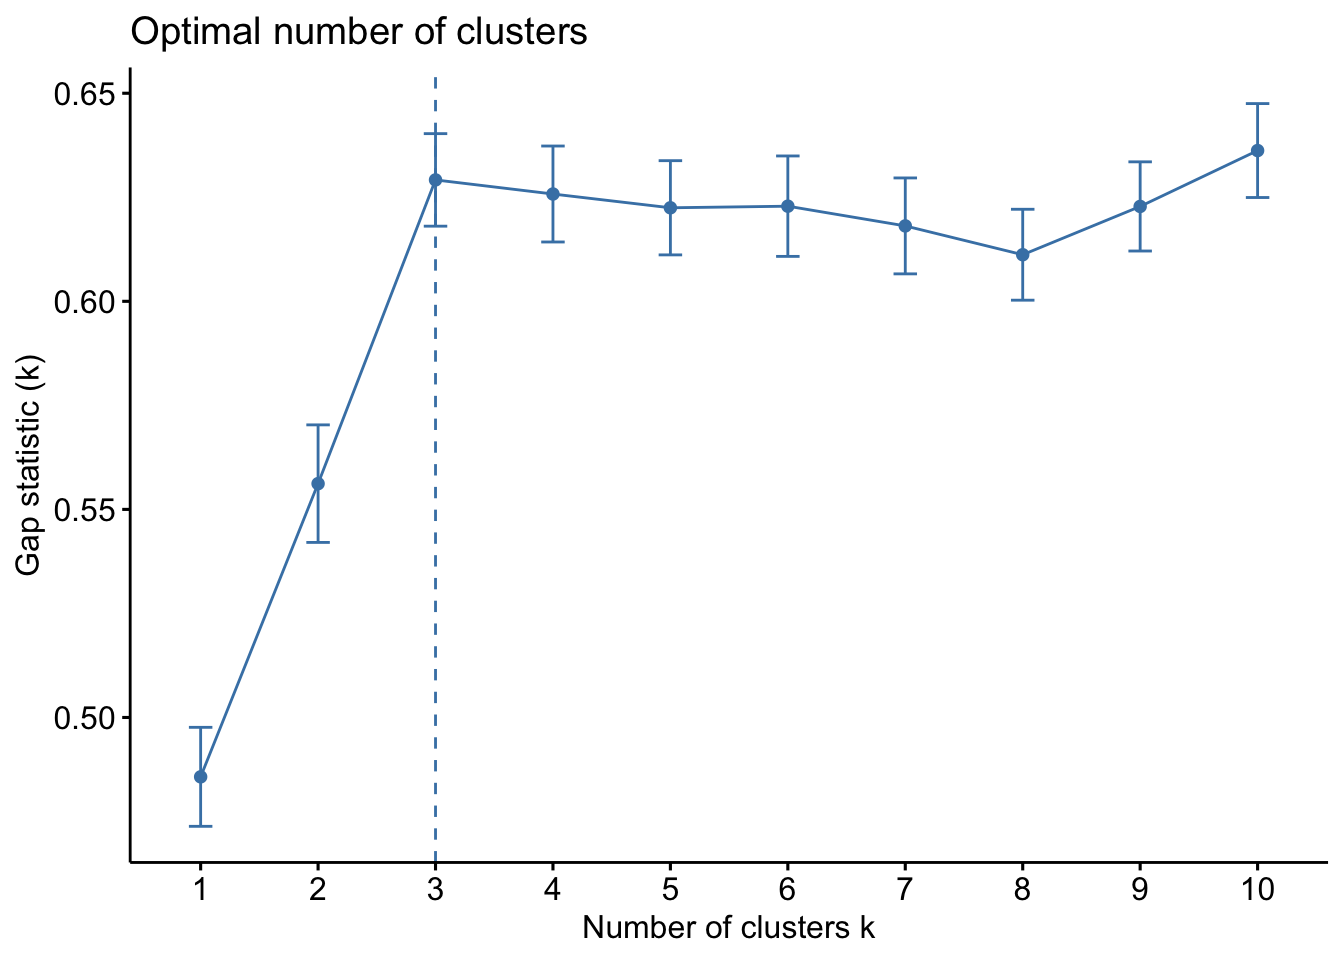 Optimal number of clusters
0.65
0.60
0.55
0.50
Gap statistic (k)
1 2 3 4 5 6 7 8 9 10
Number of clusters k